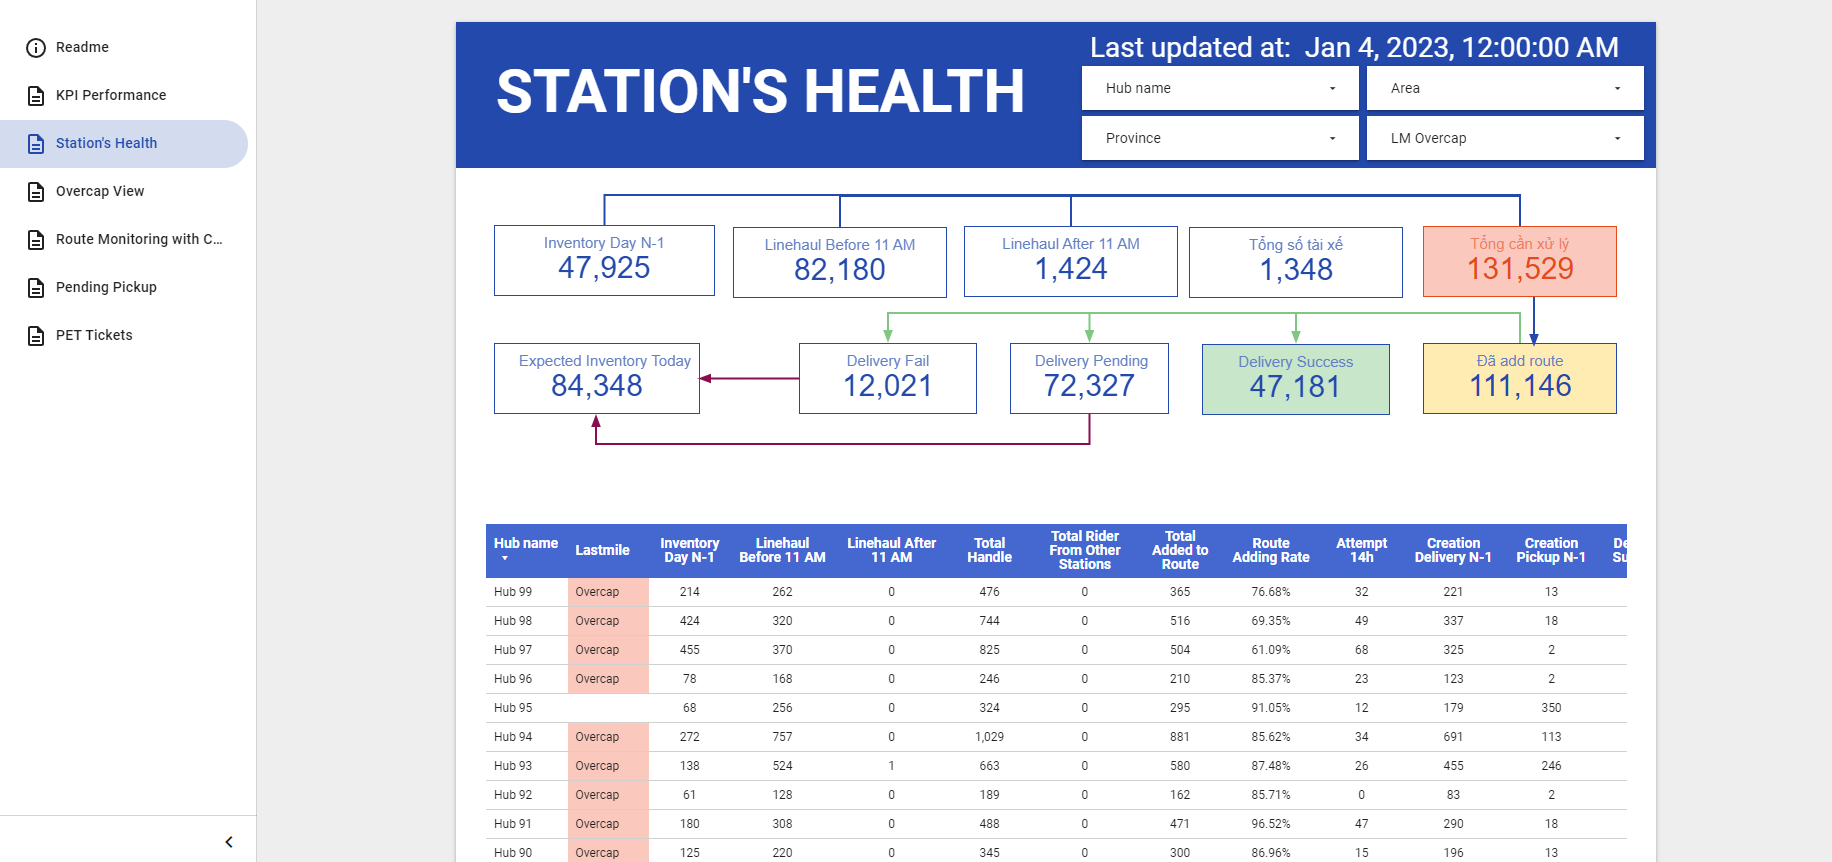 Readme
KPI Performance
Station's Health
Overcap View
Route Monitoring with C...
Pending Pickup
PET Tickets
STATION'S HEALTH
Last updated at: Jan 4, 2023, 12:00:00 AM
Hub name
Area
Province
LM Overcap
Inventory Day N-1
47,925
Linehaul Before 11 AM
82,180
Linehaul After 11 AM
1,424
Tổng số tài xế
1,348
Tổng cần xử lý
131,529
Expected Inventory Today
84,348
Delivery Fail
12,021
Delivery Pending
72,327
Delivery Success
47,181
Đã add route
111,146
Hub name Lastmile Inventory Day N-1 Linehaul Before 11 AM Linehaul After 11 AM Total Handle Total Rider From Other Stations Total Added to Route Route Adding Rate Attempt 14h Creation Delivery N-1 Creation Pickup N-1 De Su
Hub 99 Overcap 214 262 0 476 0 365 76.68% 32 221 13
Hub 98 Overcap 424 320 0 744 0 516 69.35% 49 337 18
Hub 97 Overcap 455 370 0 825 0 504 61.09% 68 325 2
Hub 96 Overcap 78 168 0 246 0 210 85.37% 23 123 2
Hub 95 68 256 0 324 0 295 91.05% 12 179 350
Hub 94 Overcap 272 757 0 1,029 0 881 85.62% 34 691 113
Hub 93 Overcap 138 524 1 663 0 580 87.48% 26 455 246
Hub 92 Overcap 61 128 0 189 0 162 85.71% 0 83 2
Hub 91 Overcap 180 308 0 488 0 471 96.52% 47 290 18
Hub 90 Overcap 125 220 0 345 0 300 86.96% 15 196 13